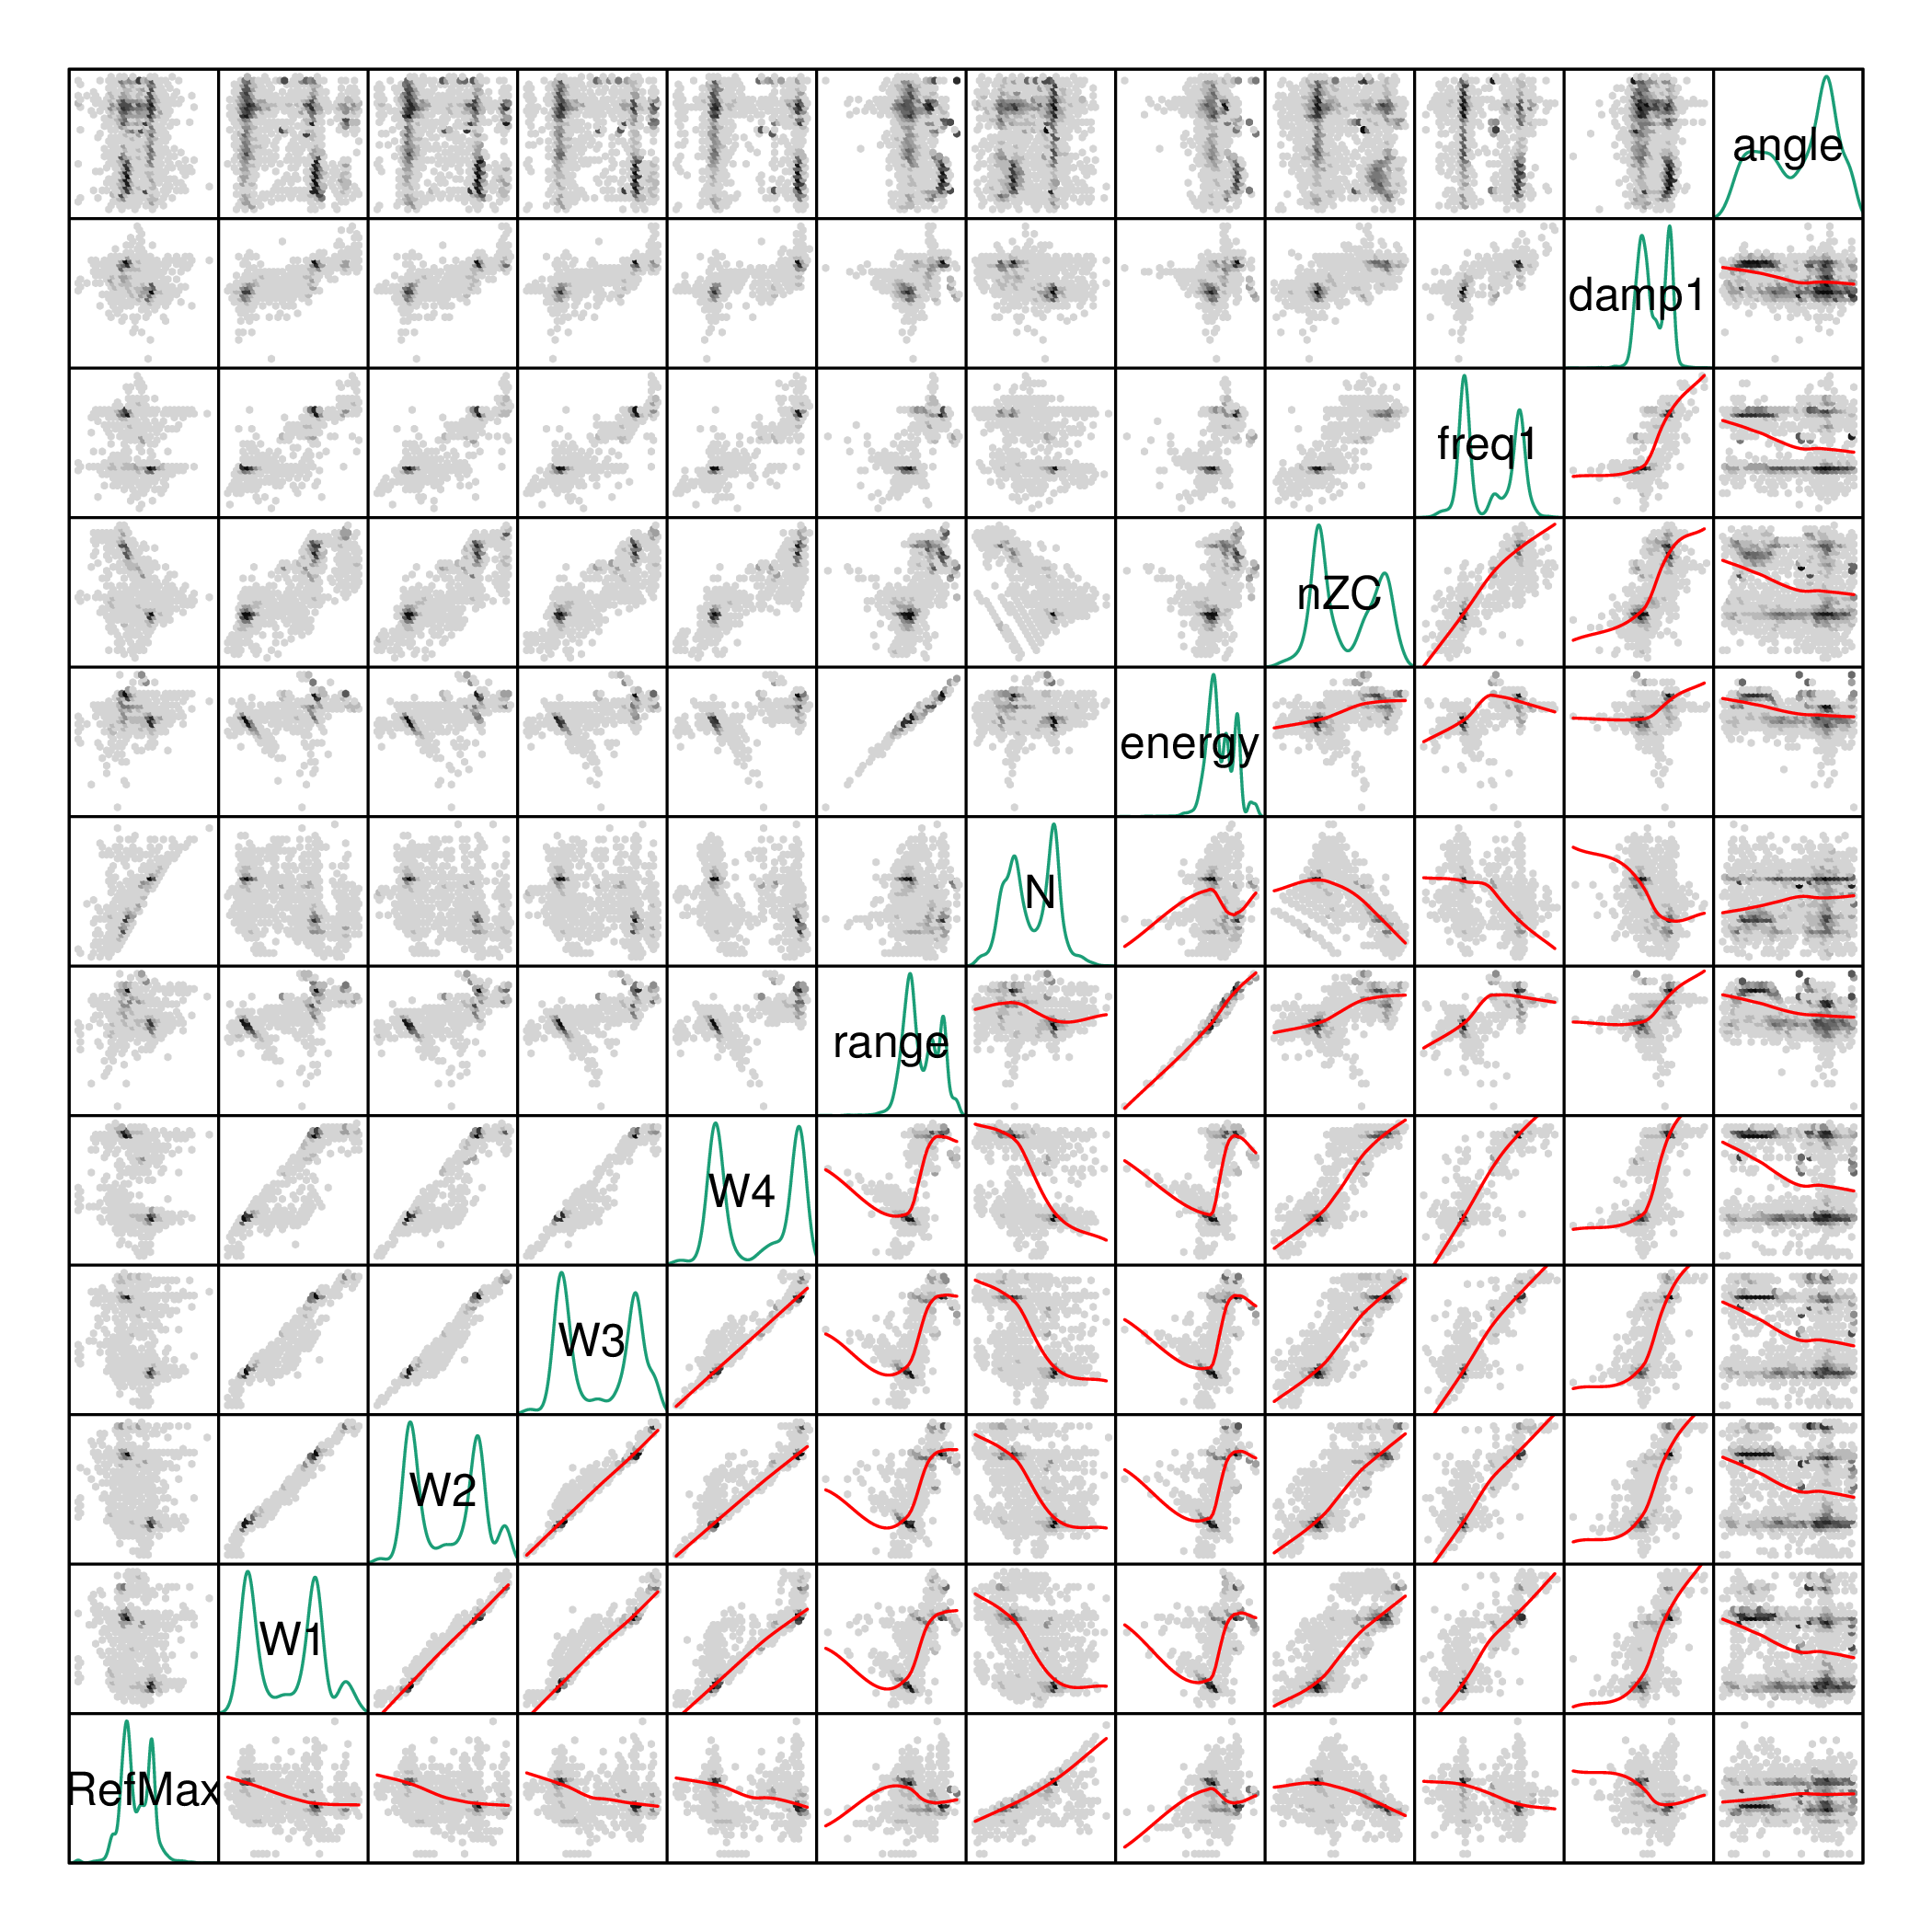 angle
damp1
freq1
nZC
energy
N
range
W4
W3
W2
W1
RefMax